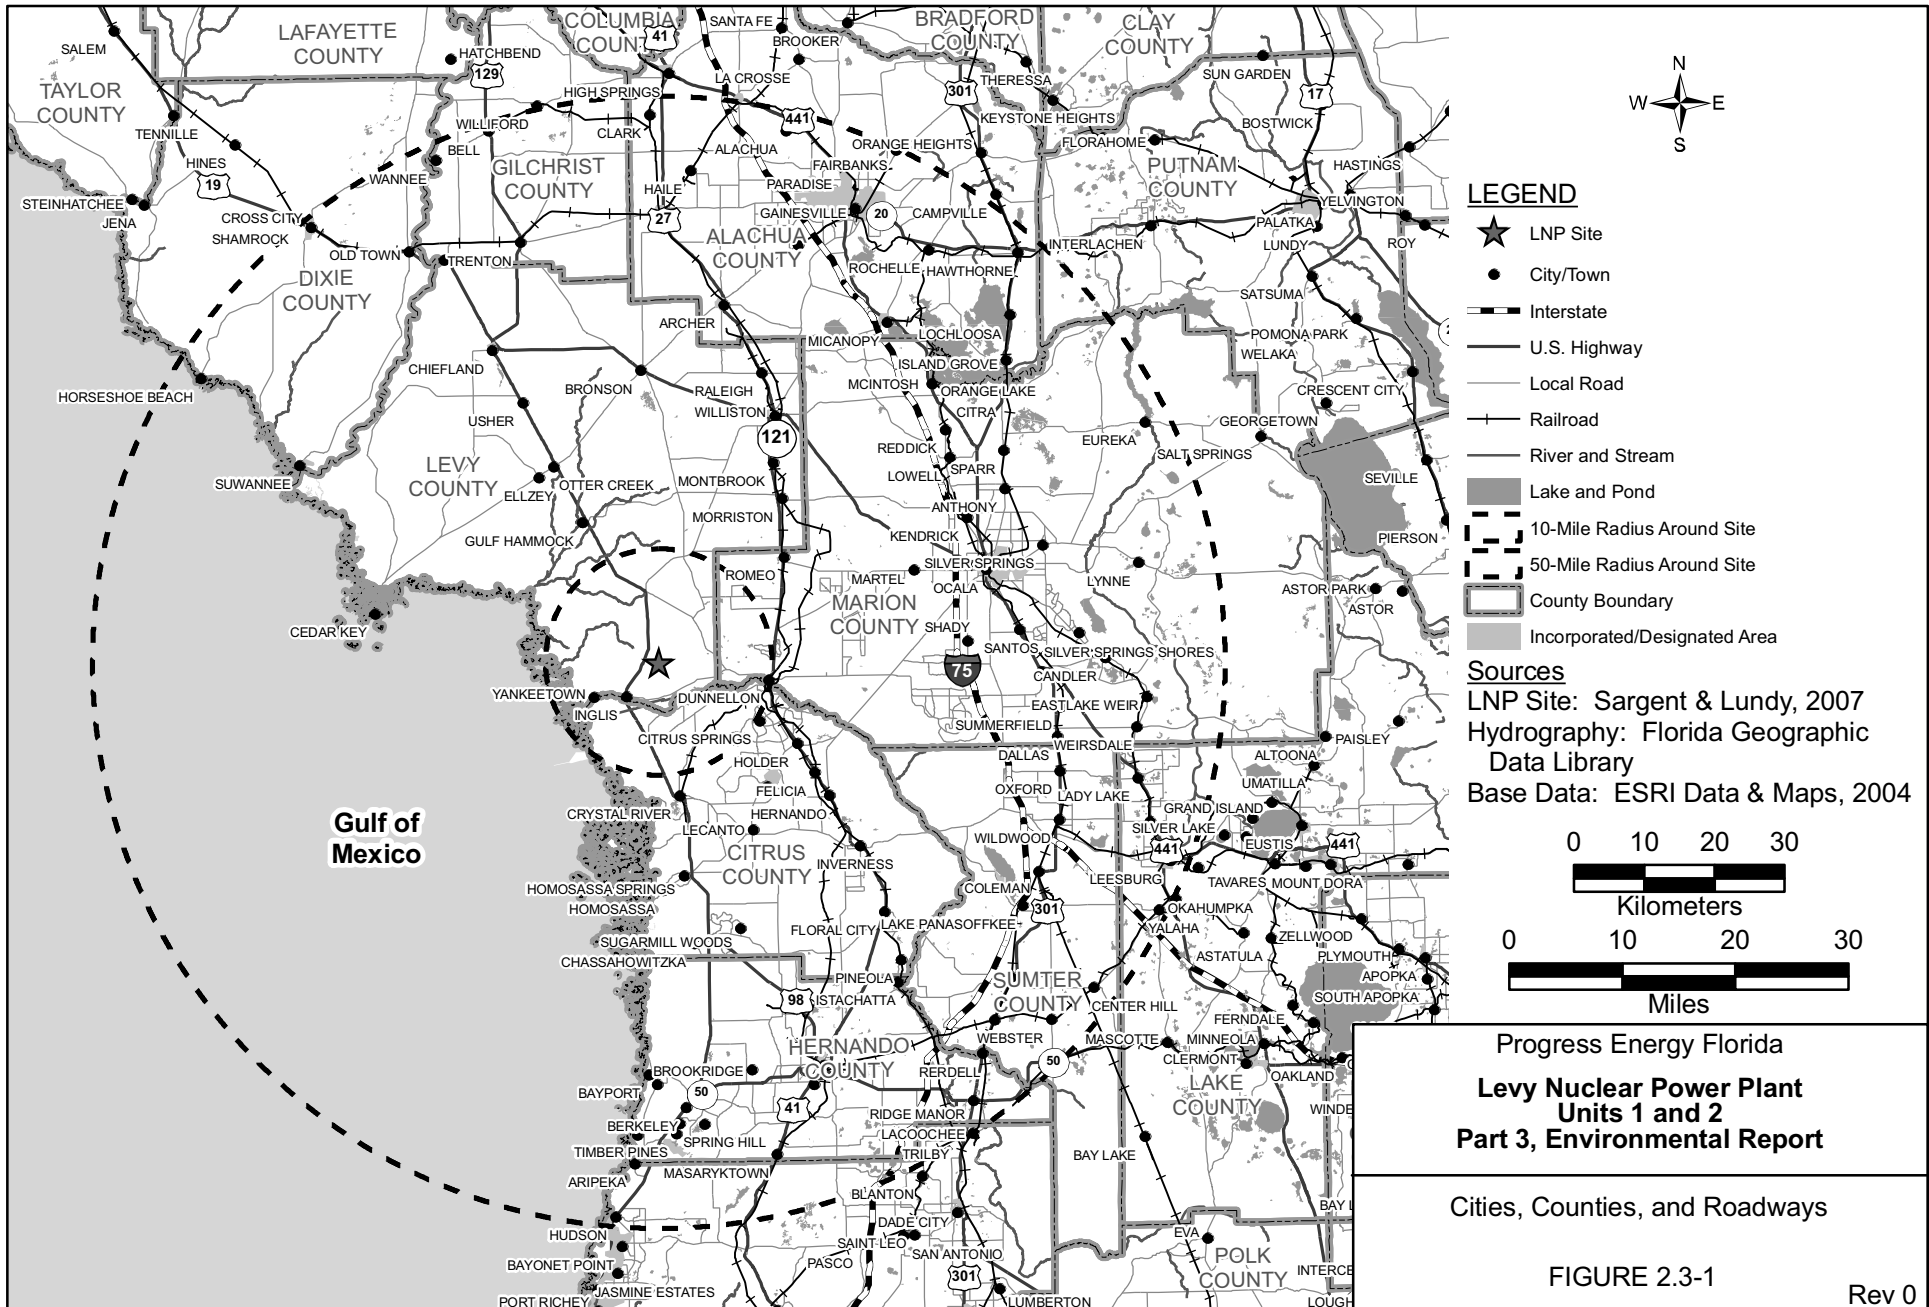 SALEM
LAFAYETTE
COUNTY
COLUMBIA
COUNTY
41
SANTA FE
BROOKER
BRADFORD
COUNTY
CLAY
COUNTY
HATCHBEND
129
TAYLOR
COUNTY
LA CROSSE
HIGH SPRINGS
THERESSA
301
SUN GARDEN
17
TENNILLE
WILLIFORD
CLARK
441
KEYSTONE HEIGHTS
BOSTWICK
HINES
19
BELL
GILCHRIST
COUNTY
ALACHUA
ORANGE HEIGHTS
FLORAHOME
FAIRBANKS
PUTNAM
COUNTY
HASTINGS
WANNEE
PARADISE
STEINHATCHEE
JENA
CROSS CITY
SHAMROCK
HAILE
27
GAINESVILLE
20
CAMPVILLE
YELVINGTON
PALATKA
OLD TOWN
TRENTON
ALACHUA
COUNTY
INTERLACHEN
LUNDY
ROY
DIXIE
COUNTY
ROCHELLE
HAWTHORNE
SATSUMA
ARCHER
MICANOPY
LOCHLOOSA
POMONA PARK
WELAKA
CHIEFLAND
ISLAND GROVE
HORSESHOE BEACH
BRONSON
RALEIGH
MCINTOSH
ORANGE LAKE
CRESCENT CITY
USHER
WILLISTON
CITRA
GEORGETOWN
121
REDDICK
EUREKA
SALT SPRINGS
LEVY
COUNTY
SUWANNEE
ELLZEY
OTTER CREEK
MONTBROOK
LOWELL
SPARR
SEVILLE
MORRISTON
ANTHONY
GULF HAMMOCK
KENDRICK
PIERSON
SILVER SPRINGS
ROMEO
MARTEL
OCALA
LYNNE
ASTOR PARK
ASTOR
MARION
COUNTY
CEDAR KEY
SHADY
SANTOS
SILVER SPRINGS SHORES
75
CANDLER
YANKEETOWN
INGLIS
DUNNELLON
EASTLAKE WEIR
SUMMERFIELD
CITRUS SPRINGS
WEIRSDALE
PAISLEY
DALLAS
ALTOONA
HOLDER
UMATILLA
FELICIA
OXFORD
LADY LAKE
Gulf of
Mexico
CRYSTAL RIVER
HERNANDO
GRAND ISLAND
LECANTO
SILVER LAKE
WILDWOOD
441
EUSTIS
441
CITRUS
COUNTY
INVERNESS
HOMOSASSA SPRINGS
COLEMAN
LEESBURG
TAVARES
MOUNT DORA
HOMOSASSA
301
OKAHUMPKA
FLORAL CITY
LAKE PANASOFFKEE
YALAHA
ZELLWOOD
SUGARMILL WOODS
ASTATULA
PLYMOUTH
CHASSAHOWITZKA
PINEOLA
SUMTER
COUNTY
APOPKA
98
ISTACHATTA
CENTER HILL
SOUTH APOPKA
FERNDALE
HERNANDO
COUNTY
WEBSTER
MASCOTTE
MINNEOLA
50
CLERMONT
BROOKRIDGE
RERDELL
OAKLAND
BAYPORT
50
41
LAKE
COUNTY
RIDGE MANOR
WINDE
BERKELEY
SPRING HILL
LACOOCHEE
TIMBER PINES
TRILBY
BAY LAKE
MASARYKTOWN
ARIPEKA
BLANTON
BAY L
DADE CITY
HUDSON
SAINT LEO
SAN ANTONIO
EVA
BAYONET POINT
PASCO
POLK
COUNTY
301
INTERCE
JASMINE ESTATES
PORT RICHEY
LUMBERTON
LOUGH
N
W E
S
LEGEND
LNP Site
City/Town
Interstate
U.S. Highway
Local Road
Railroad
River and Stream
Lake and Pond
10-Mile Radius Around Site
50-Mile Radius Around Site
County Boundary
Incorporated/Designated Area
Sources
LNP Site: Sargent & Lundy, 2007
Hydrography: Florida Geographic
Data Library
Base Data: ESRI Data & Maps, 2004
0 10 20 30
Kilometers
0 10 20 30
Miles
Progress Energy Florida
Levy Nuclear Power Plant
Units 1 and 2
Part 3, Environmental Report
Cities, Counties, and Roadways
FIGURE 2.3-1
Rev 0